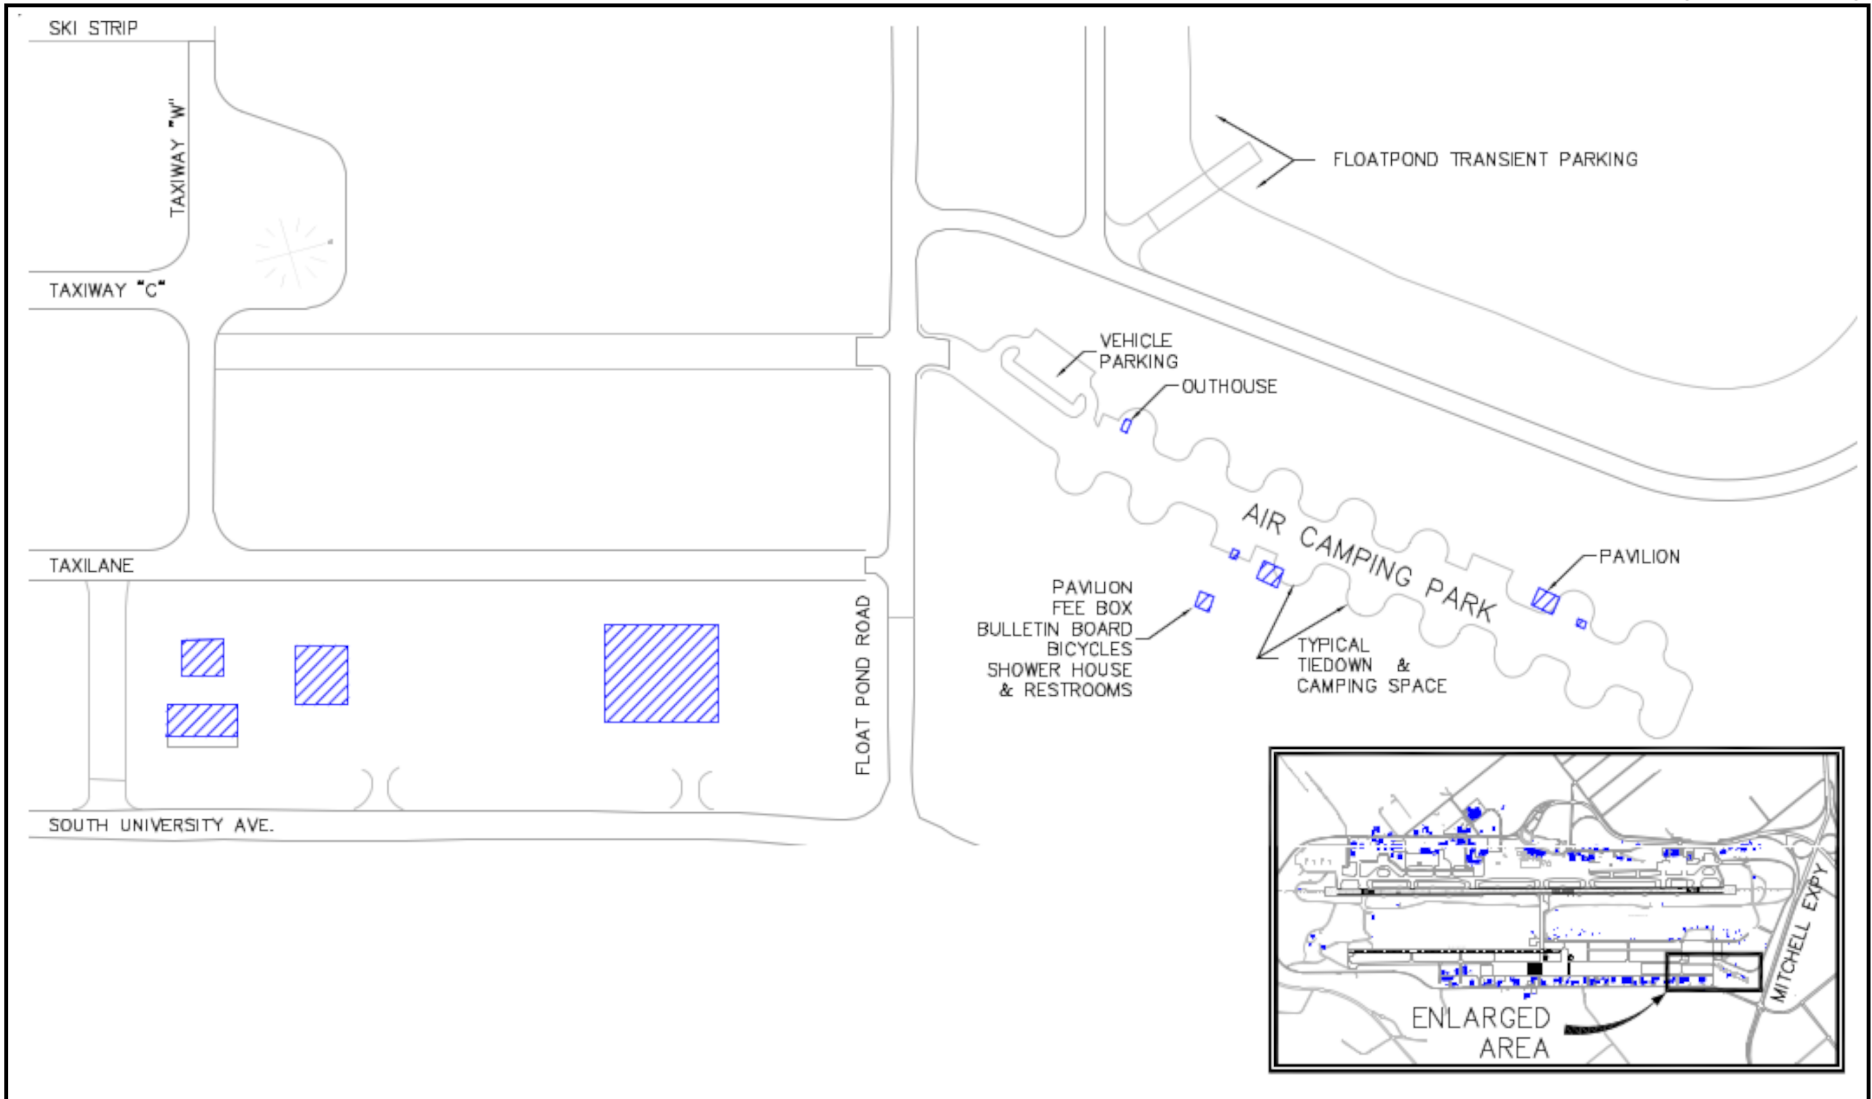 SKI STRIP
TAXIWAY "W"
FLOATPOND TRANSIENT PARKING
TAXIWAY "C"
VEHICLE
PARKING
OUTHOUSE
AIR CAMPING PARK
PAVILION
TAXILANE
PAVILION
FEE BOX
BULLETIN BOARD
BICYCLES
SHOWER HOUSE
& RESTROOMS
TYPICAL
TIEDOWN &
CAMPING SPACE
FLOAT POND ROAD
SOUTH UNIVERSITY AVE.
MITCHELL EXPY
ENLARGED
AREA